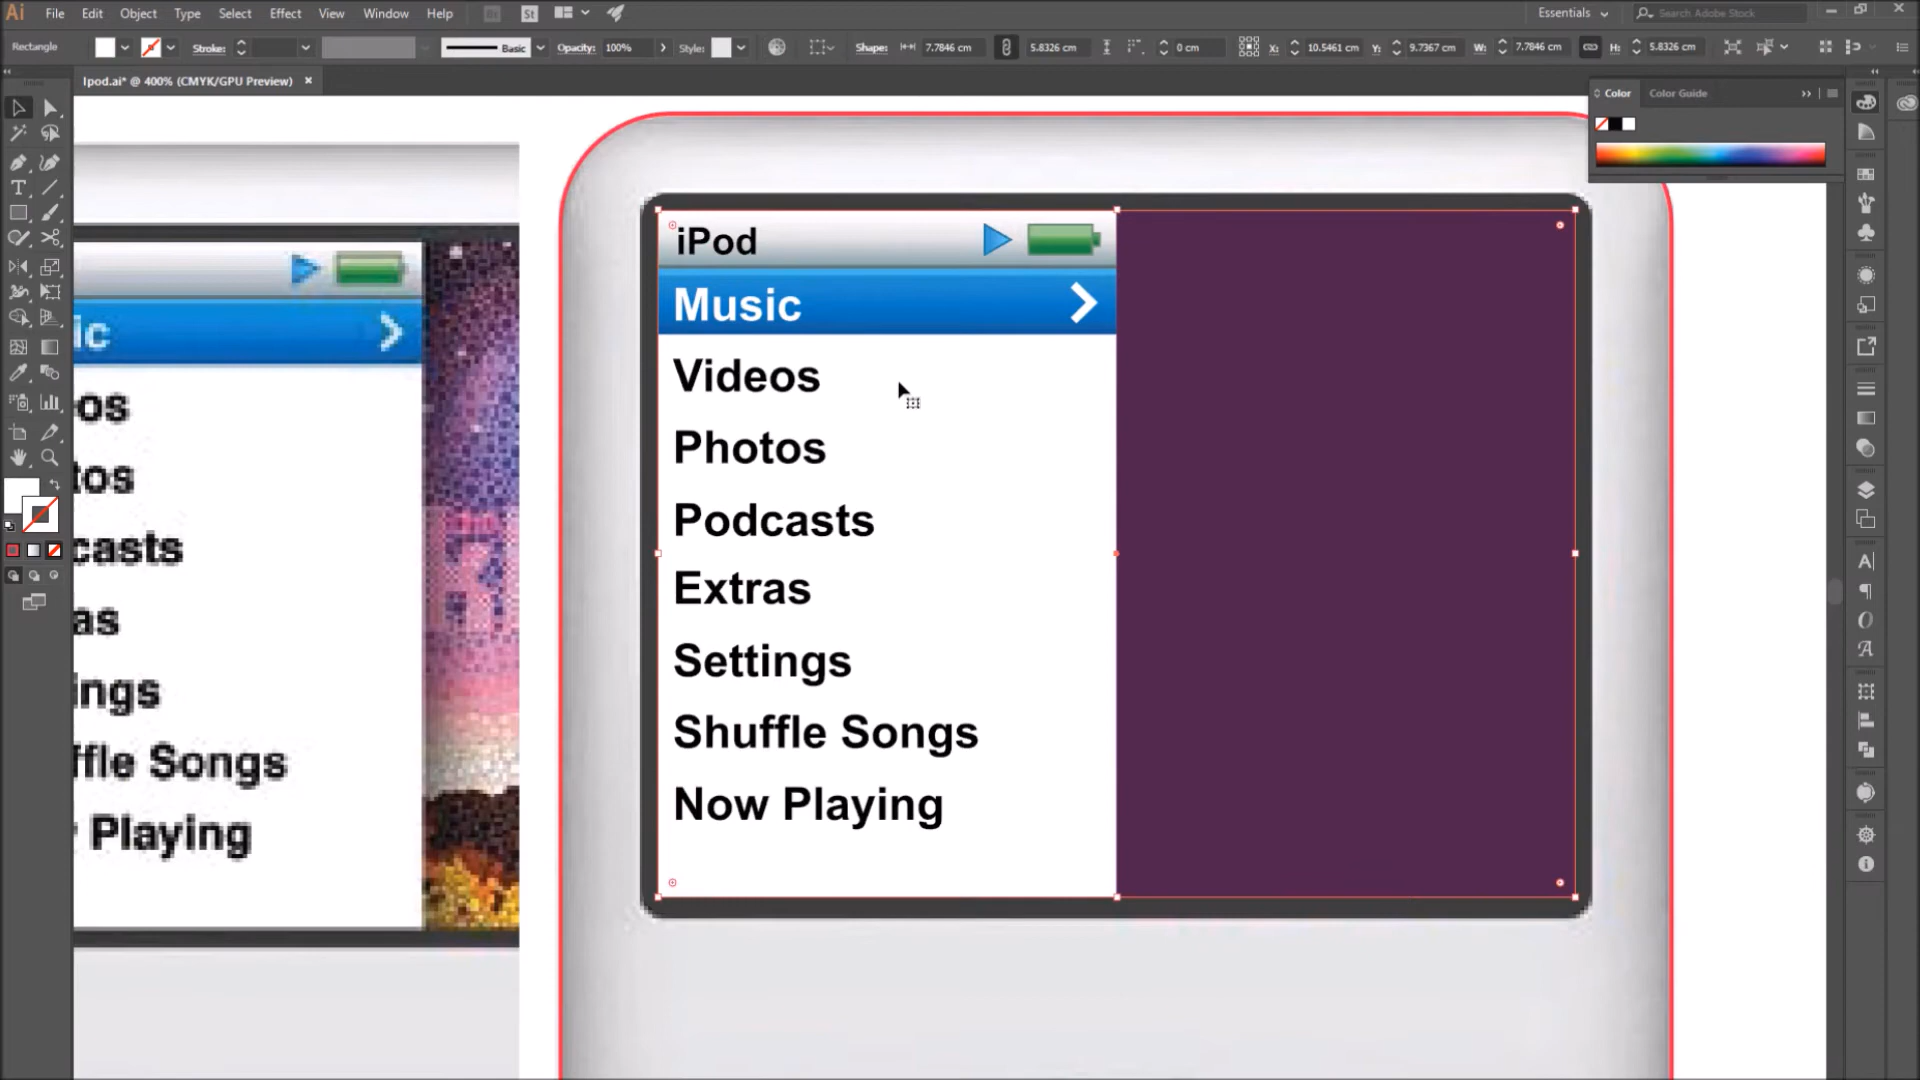 Ai File Edit Object Type Select Effect View Window Help Br St Essentials Search Adobe Stock
Rectangle Stroke: Basic Opacity: 100% Style: Shape: 7.7846 cm 5.8326 cm 0 cm X: 10.5461 cm Y: 9.7367 cm W: 7.7846 cm H: 5.8326 cm
Ipod.ai* @ 400% (CMYK/GPU Preview)
Color Color Guide
ic
os
tos
casts
as
ings
ffle Songs
Playing
iPod
Music
Videos
Photos
Podcasts
Extras
Settings
Shuffle Songs
Now Playing